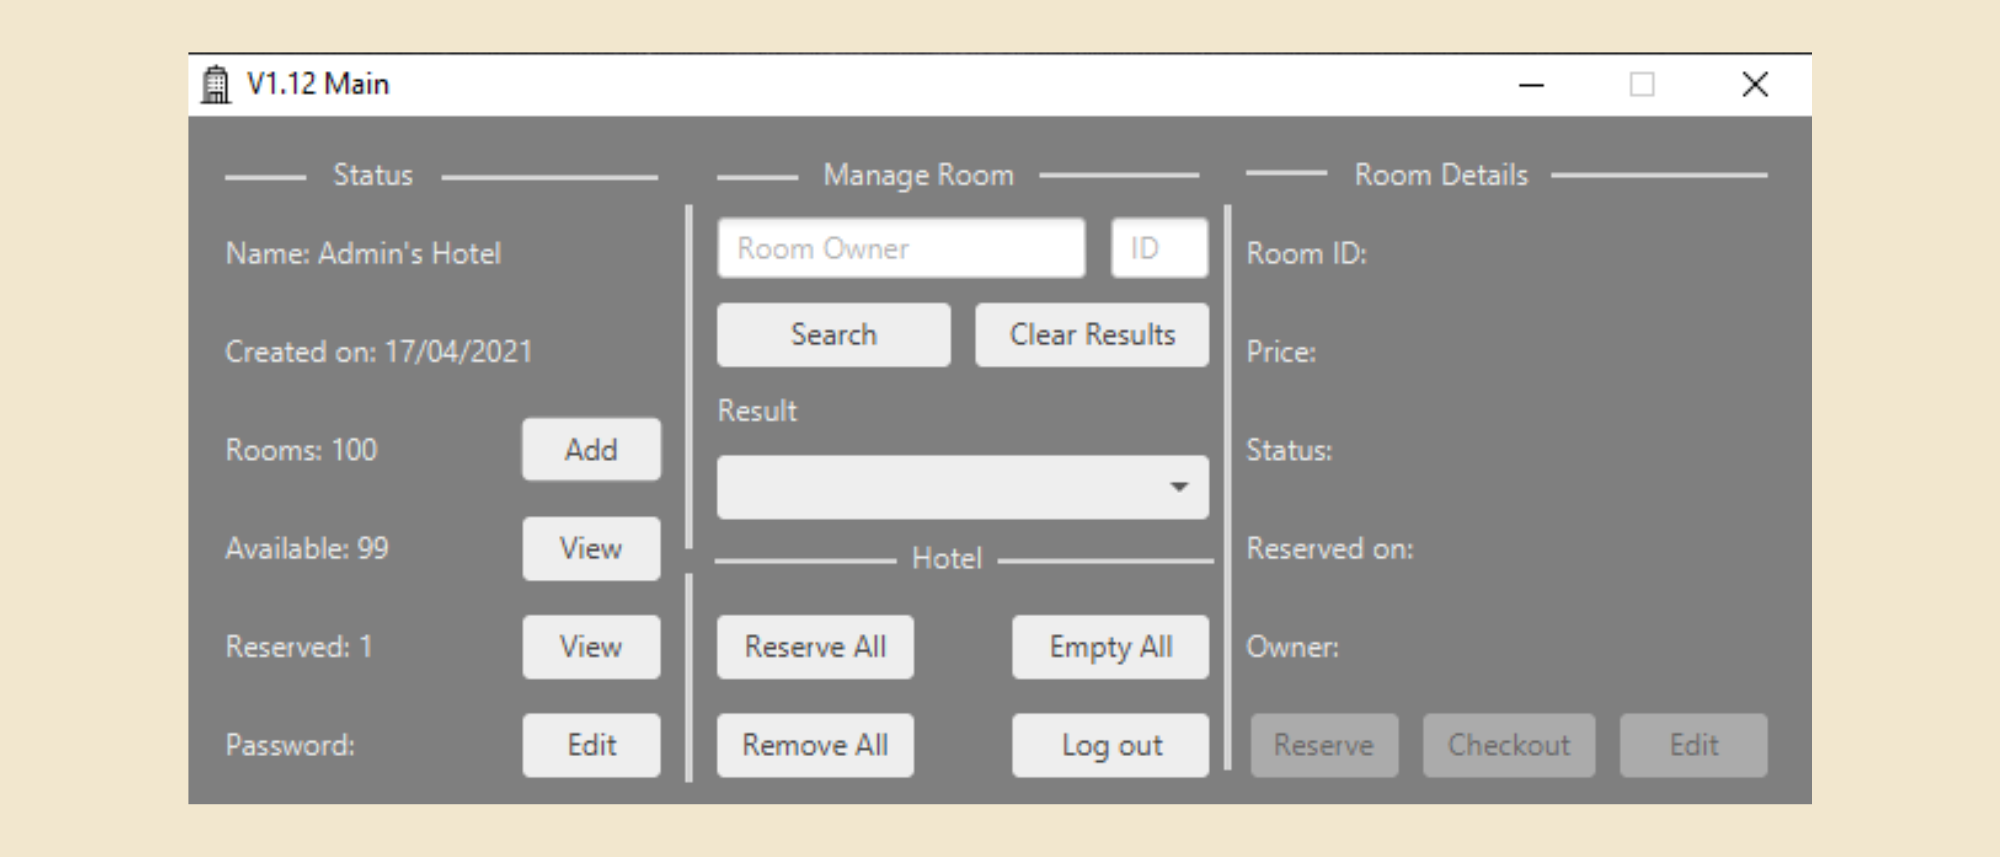 V1.12 Main
Status
Name: Admin's Hotel
Created on: 17/04/2021
Rooms: 100
Add
Available: 99
View
Reserved: 1
View
Password:
Edit
Manage Room
Room Owner
ID
Search
Clear Results
Result
Hotel
Reserve All
Empty All
Remove All
Log out
Room Details
Room ID:
Price:
Status:
Reserved on:
Owner:
Reserve
Checkout
Edit